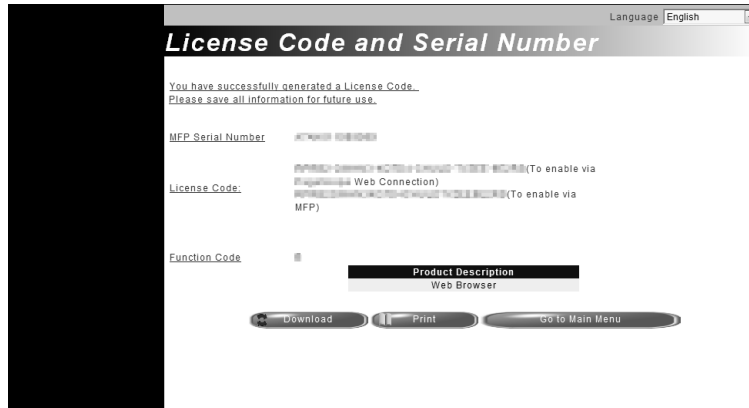 Language English
License Code and Serial Number
You have successfully generated a License Code.
Please save all information for future use.
MFP Serial Number
(To enable via
License Code: Web Connection)
(To enable via
MFP)
Function Code
Product Description
Web Browser
Download Print Go to Main Menu